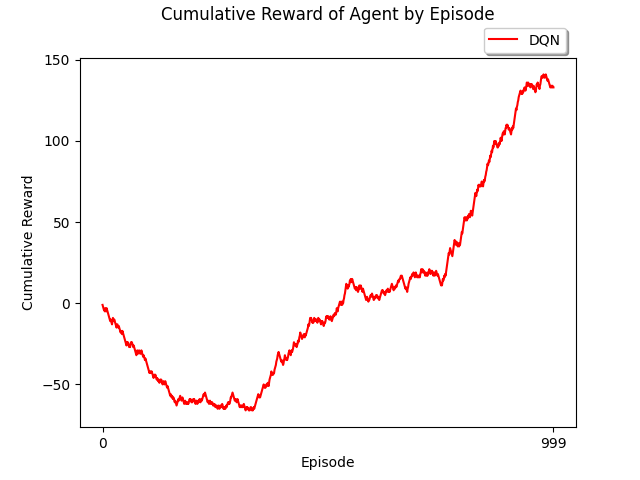 Cumulative Reward of Agent by Episode
DQN
150
100
50
0
−50
Cumulative Reward
0
999
Episode